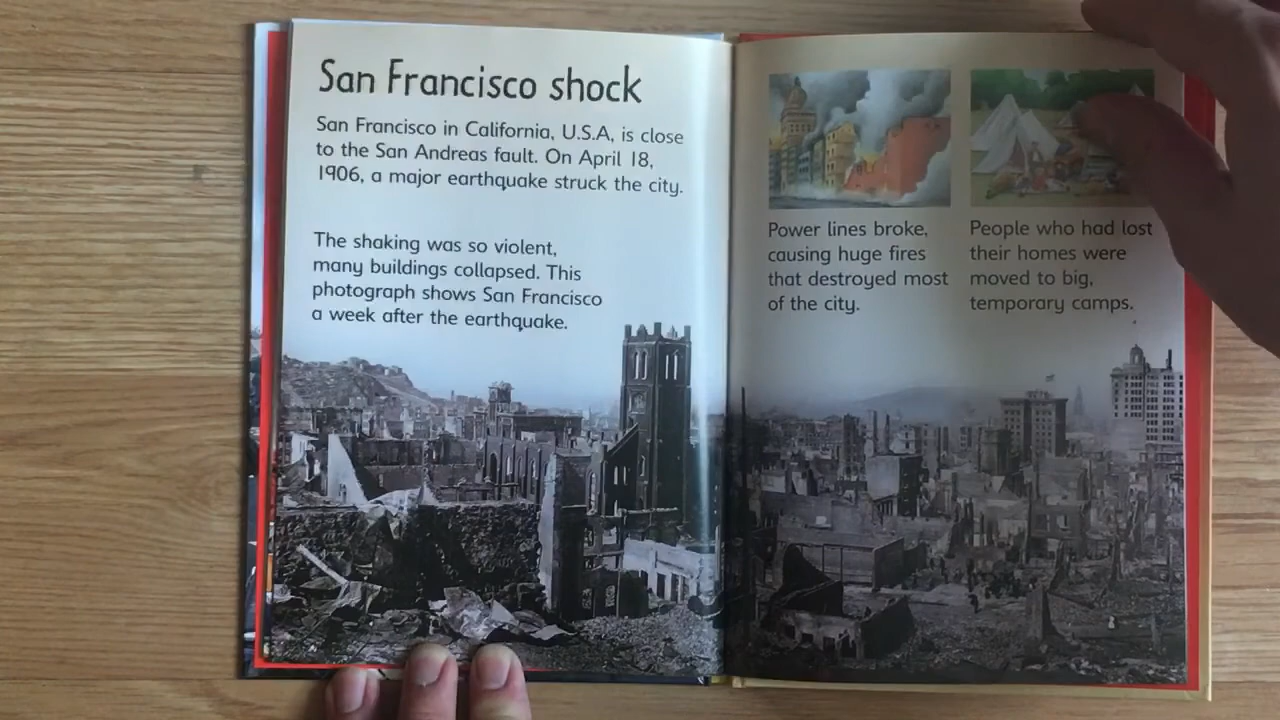 San Francisco shock
San Francisco in California, U.S.A, is close
to the San Andreas fault. On April 18,
1906, a major earthquake struck the city.
The shaking was so violent,
many buildings collapsed. This
photograph shows San Francisco
a week after the earthquake.
Power lines broke,
causing huge fires
that destroyed most
of the city.
People who had lost
their homes were
moved to big,
temporary camps.